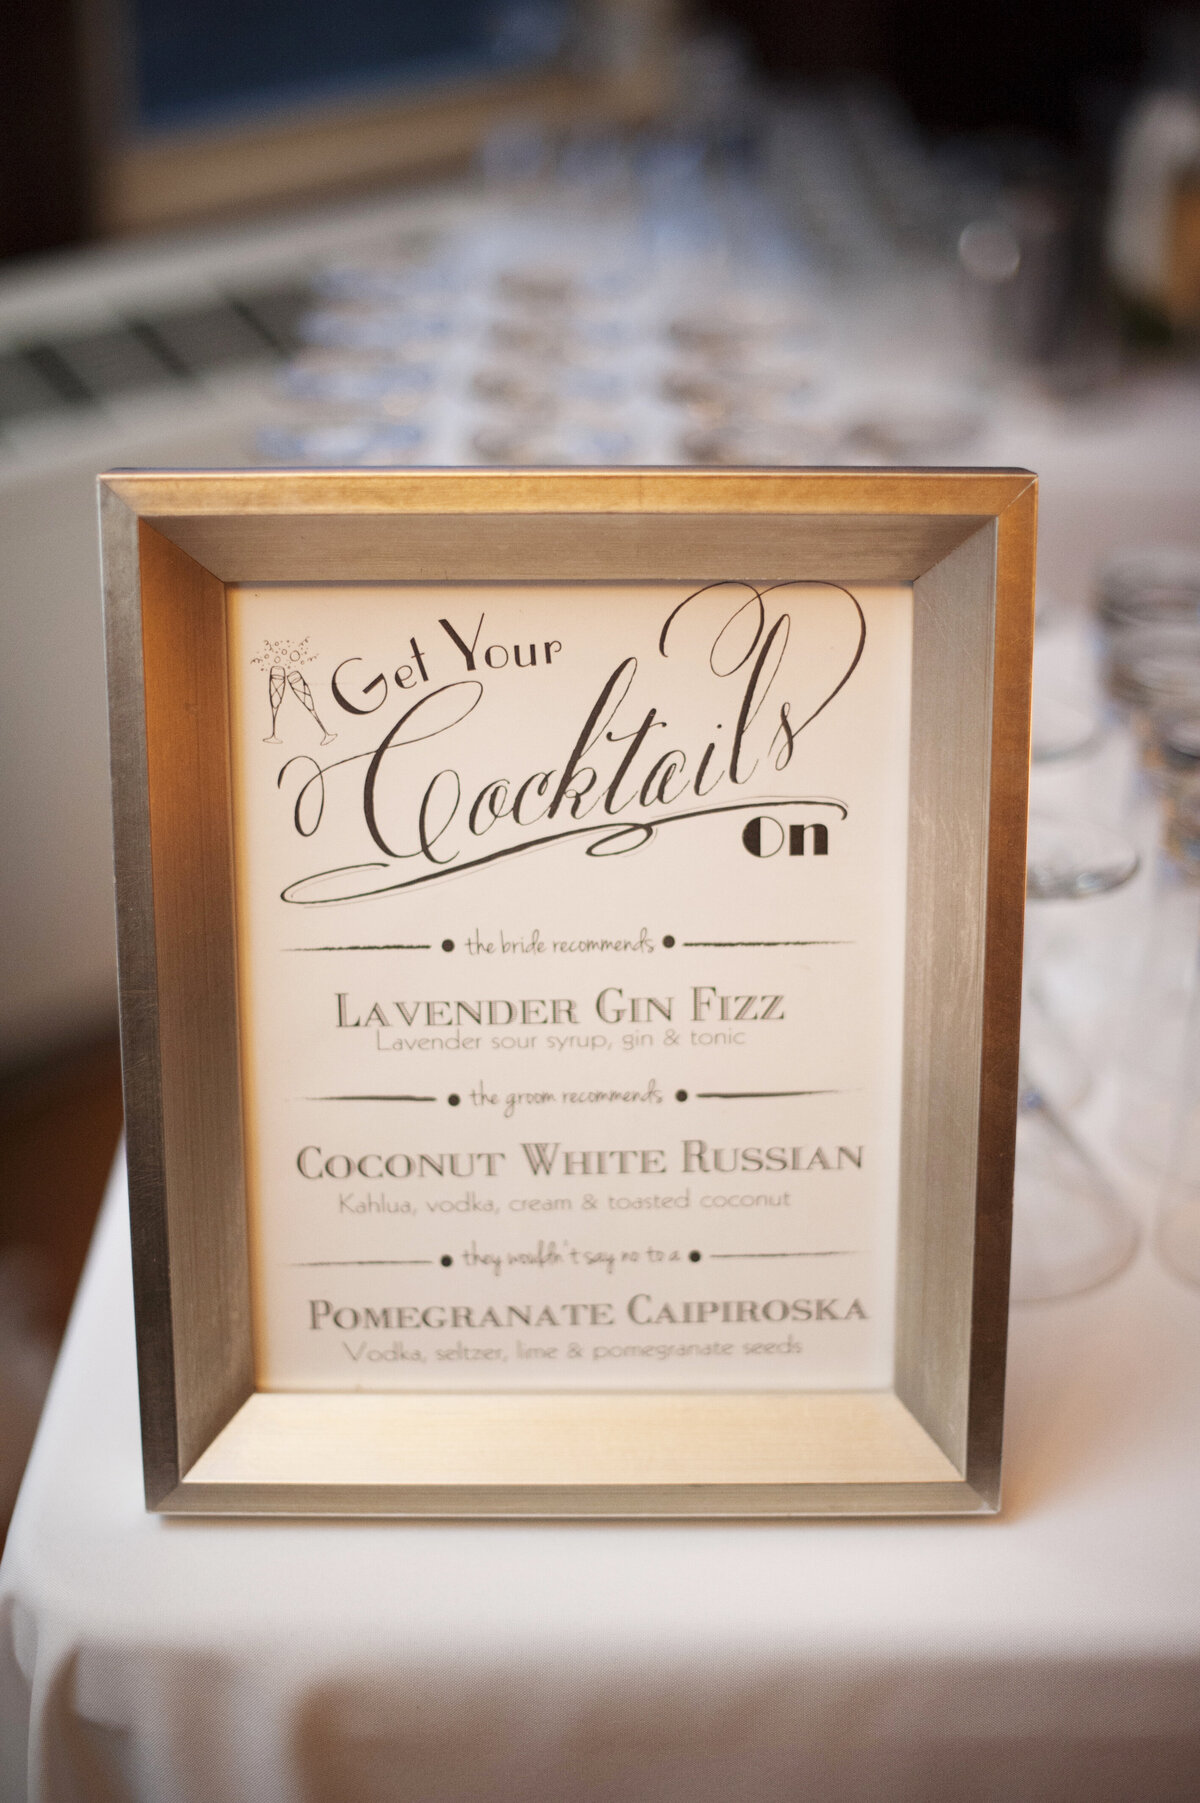 Get Your
Cocktails
On
the bride recommends
LAVENDER GIN FIZZ
Lavender sour syrup, gin & tonic
the groom recommends
COCONUT WHITE RUSSIAN
Kahlua, vodka, cream & toasted coconut
they wouldn't say no to a
POMEGRANATE CAIPIROSKA
Vodka, seltzer, lime & pomegranate seeds